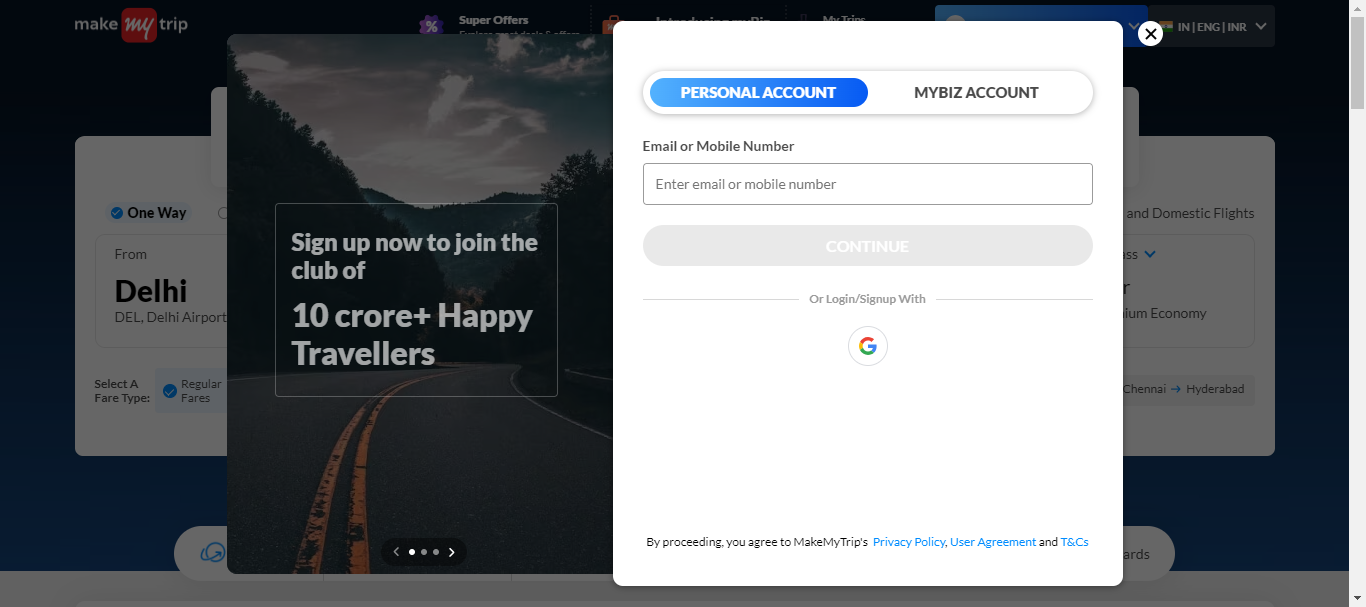 make my trip
Super Offers
Explore great deals & offers
Introducing myBiz
My Trips
IN | ENG | INR
PERSONAL ACCOUNT
MYBIZ ACCOUNT
Email or Mobile Number
Enter email or mobile number
CONTINUE
Or Login/Signup With
G
By proceeding, you agree to MakeMyTrip's Privacy Policy, User Agreement and T&Cs
Sign up now to join the
club of
10 crore+ Happy
Travellers
One Way
From
Delhi
DEL, Delhi Airport
Select A
Fare Type:
Regular
Fares
and Domestic Flights
ass
r
ium Economy
Chennai → Hyderabad
ards